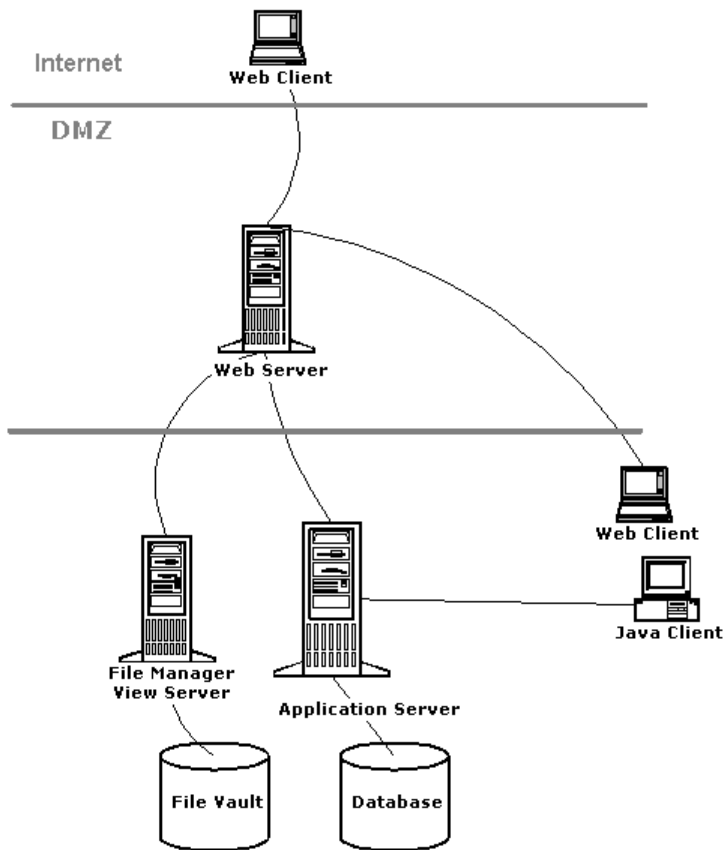 Internet
Web Client
DMZ
Web Server
Web Client
Java Client
File Manager
View Server
Application Server
File Vault
Database